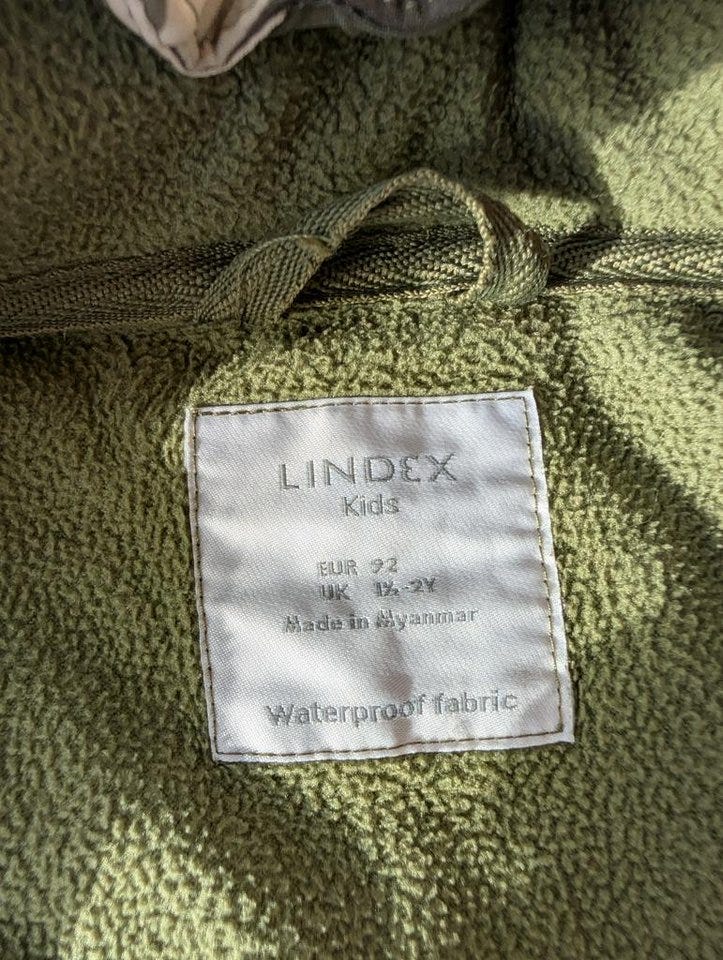 LINDEX
Kids
EUR 92
UK 1½-2Y
Made in Myanmar
Waterproof fabric